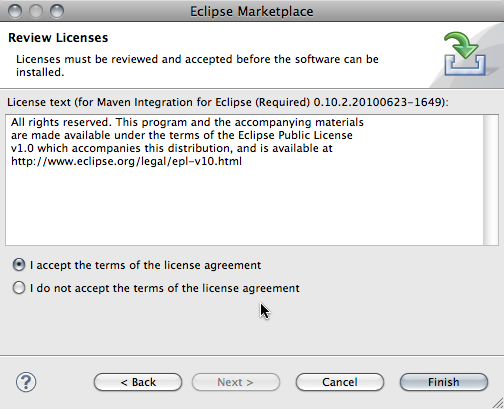 Eclipse Marketplace
Review Licenses
Licenses must be reviewed and accepted before the software can be
installed.
License text (for Maven Integration for Eclipse (Required) 0.10.2.20100623-1649):
All rights reserved. This program and the accompanying materials
are made available under the terms of the Eclipse Public License
v1.0 which accompanies this distribution, and is available at
http://www.eclipse.org/legal/epl-v10.html
I accept the terms of the license agreement
I do not accept the terms of the license agreement
? < Back Next > Cancel Finish